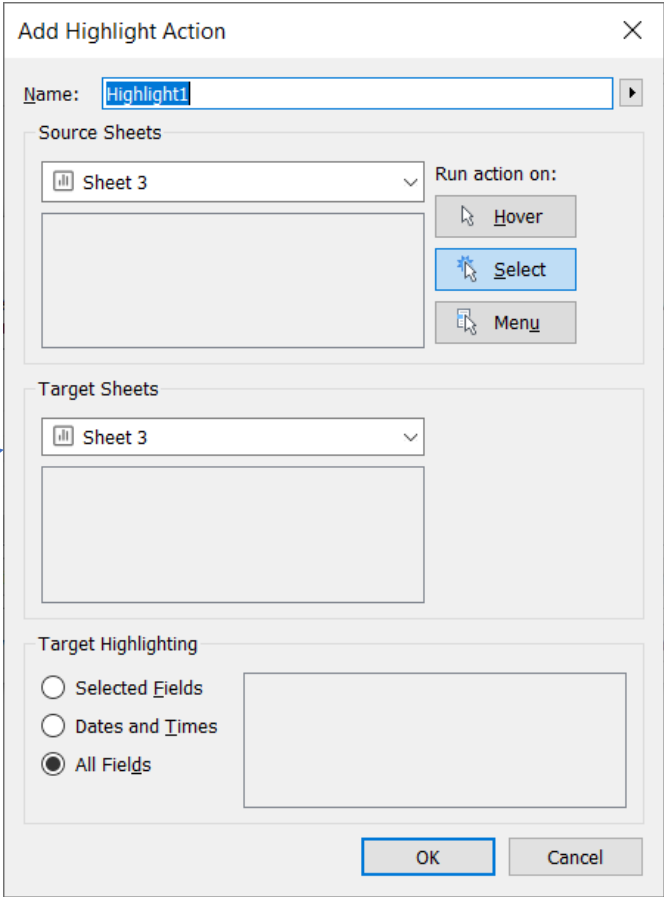 Add Highlight Action
Name: Highlight1
Source Sheets
Sheet 3
Run action on:
Hover
Select
Menu
Target Sheets
Sheet 3
Target Highlighting
Selected Fields
Dates and Times
All Fields
OK Cancel